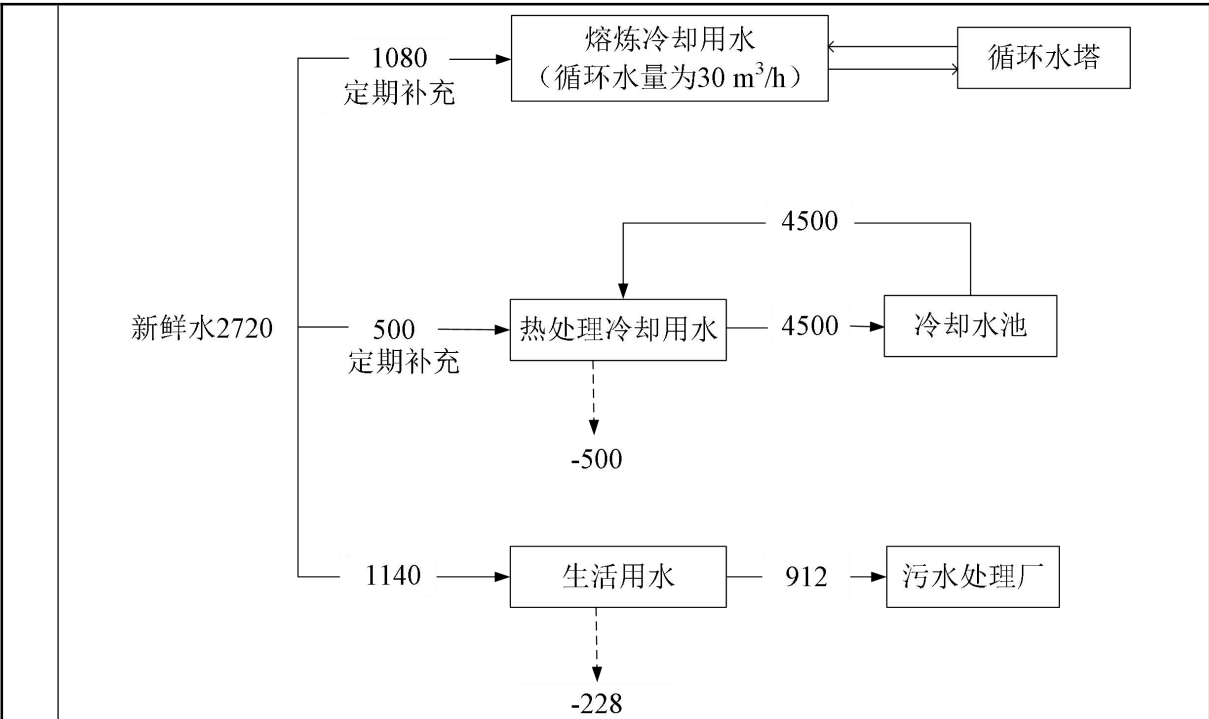 1080
定期补充
熔炼冷却用水
（循环水量为30 m³/h）
循环水塔
4500
新鲜水2720
500
定期补充
热处理冷却用水
4500
冷却水池
-500
1140
生活用水
912
污水处理厂
-228